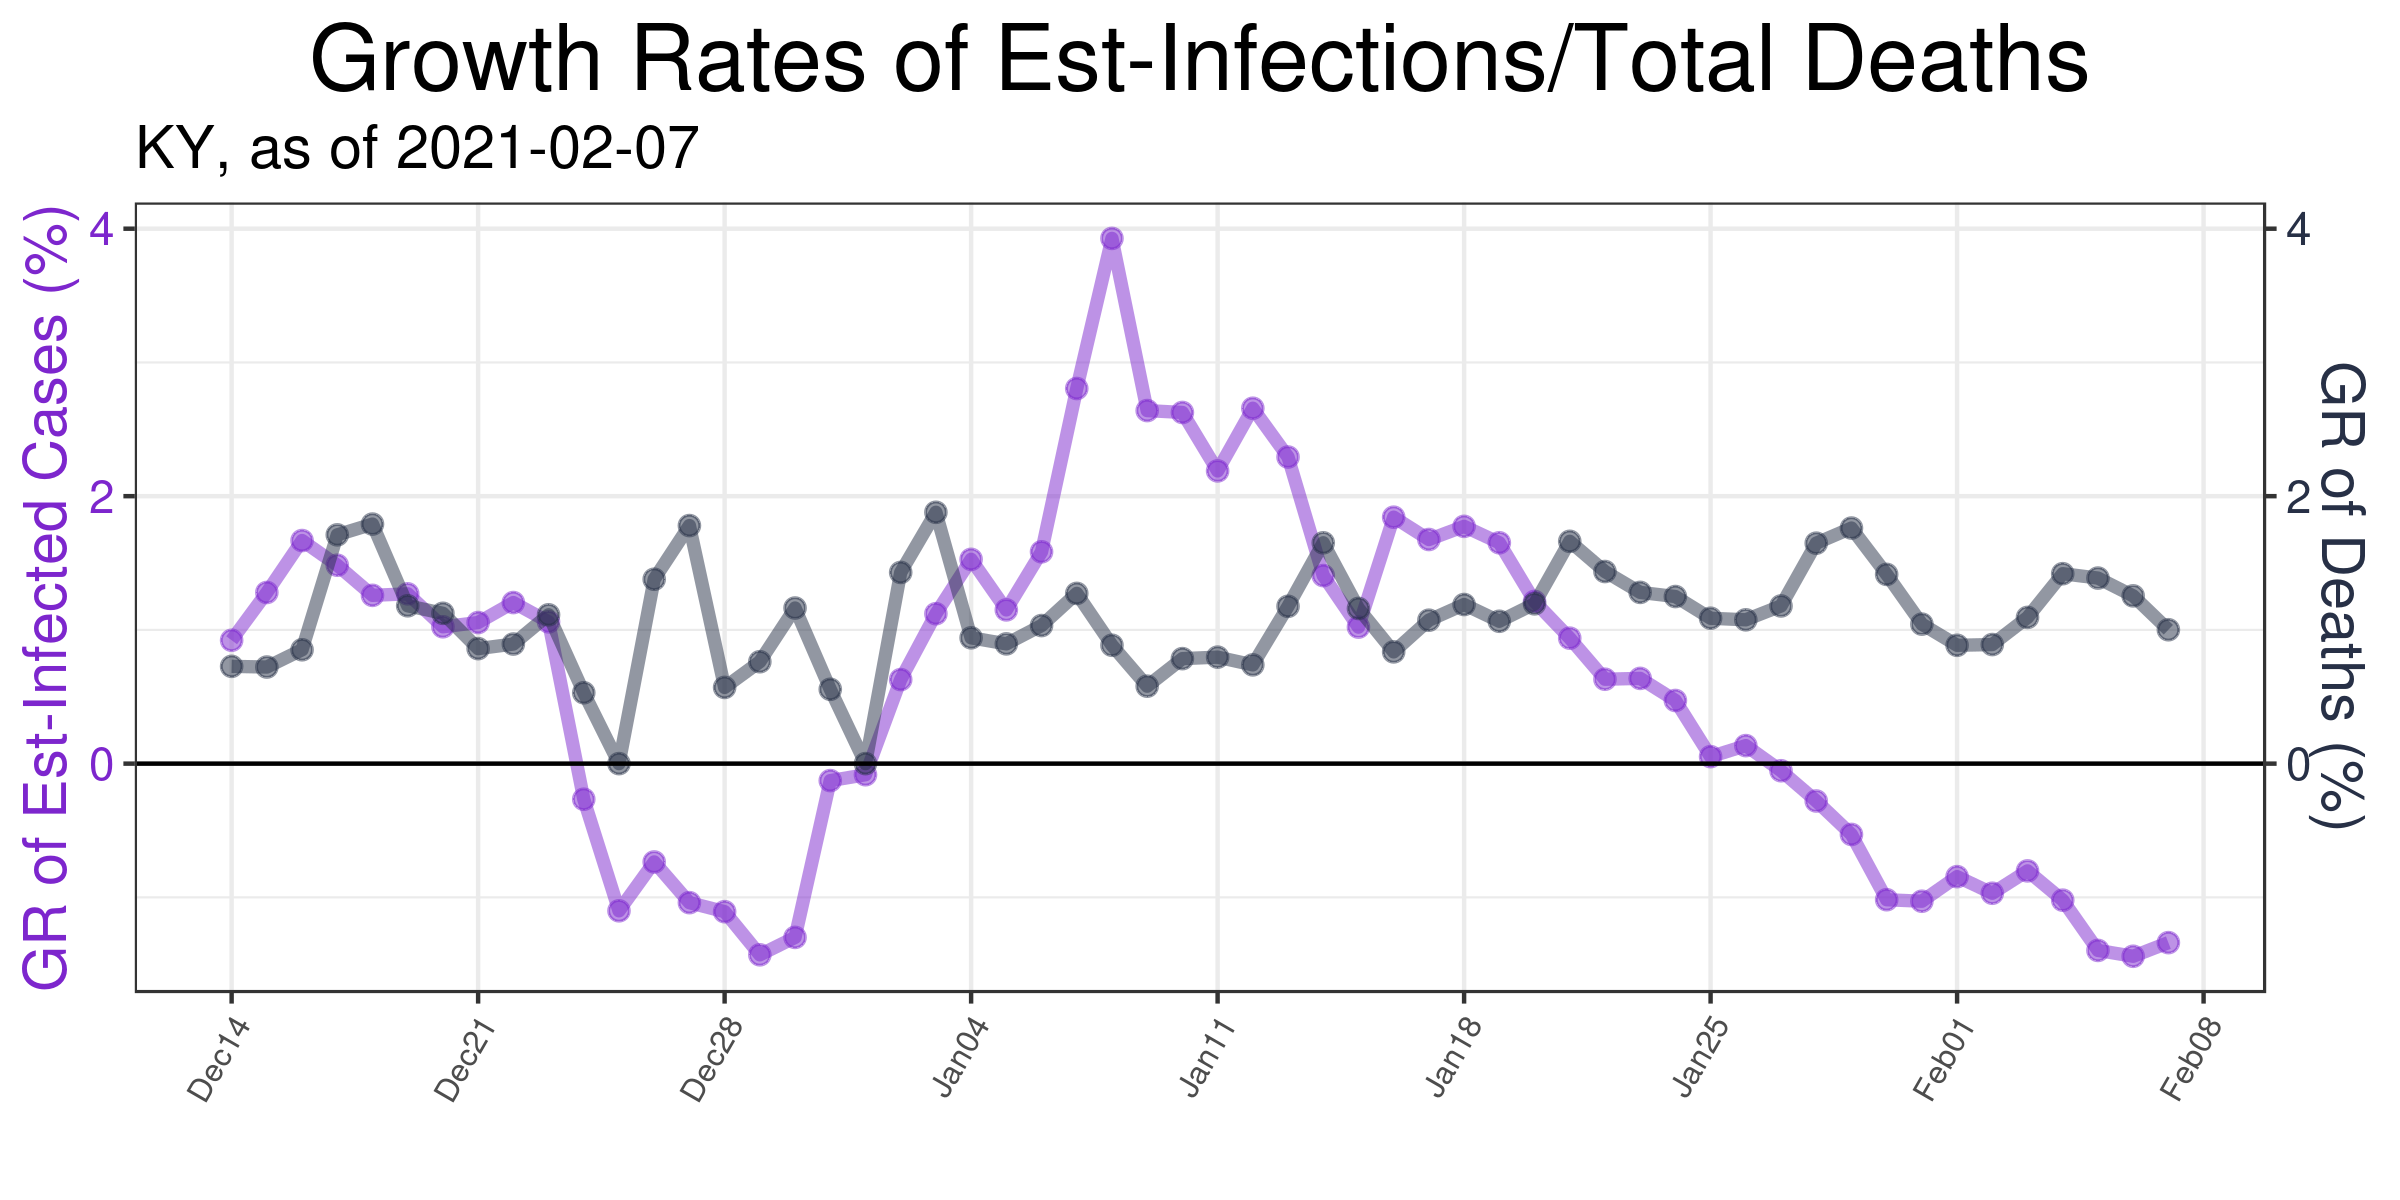 Growth Rates of Est-Infections/Total Deaths
KY, as of 2021-02-07
GR of Est-Infected Cases (%)
4
2
0
4
2
0
GR of Deaths (%)
Dec14
Dec21
Dec28
Jan04
Jan11
Jan18
Jan25
Feb01
Feb08